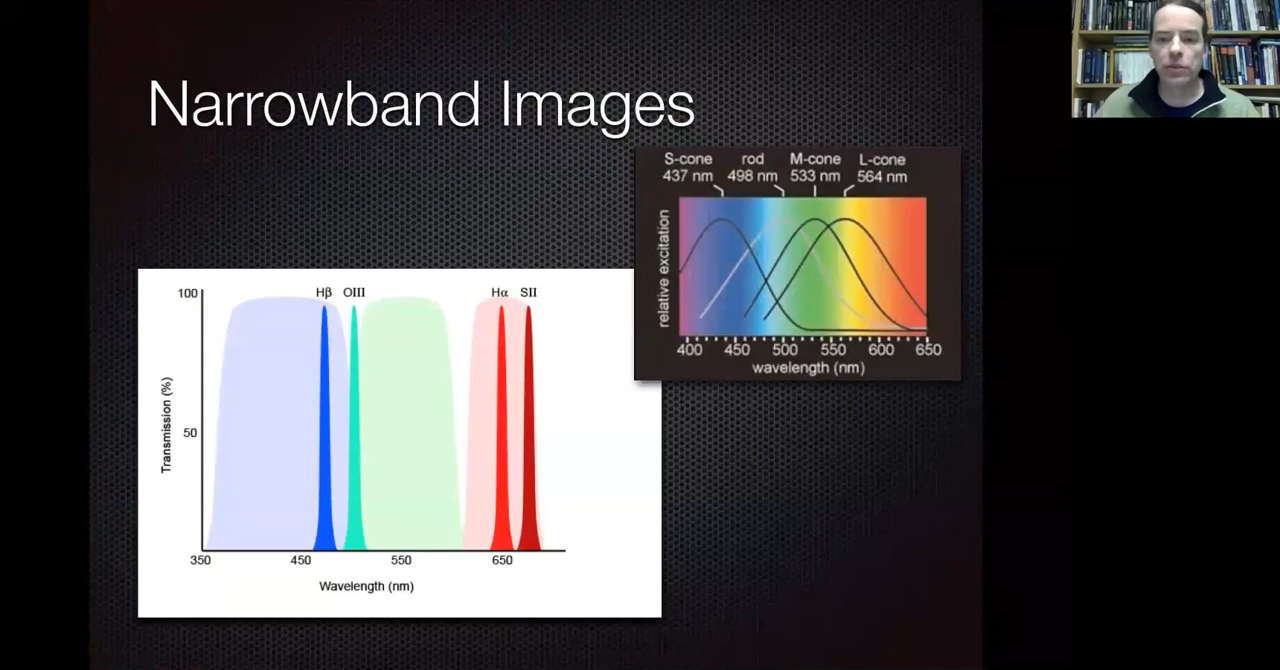 Narrowband Images
S-cone rod M-cone L-cone
437 nm 498 nm 533 nm 564 nm
relative excitation
400 450 500 550 600 650
wavelength (nm)
Hβ OIII Hα SII
100
50
Transmission (%)
350 450 550 650
Wavelength (nm)